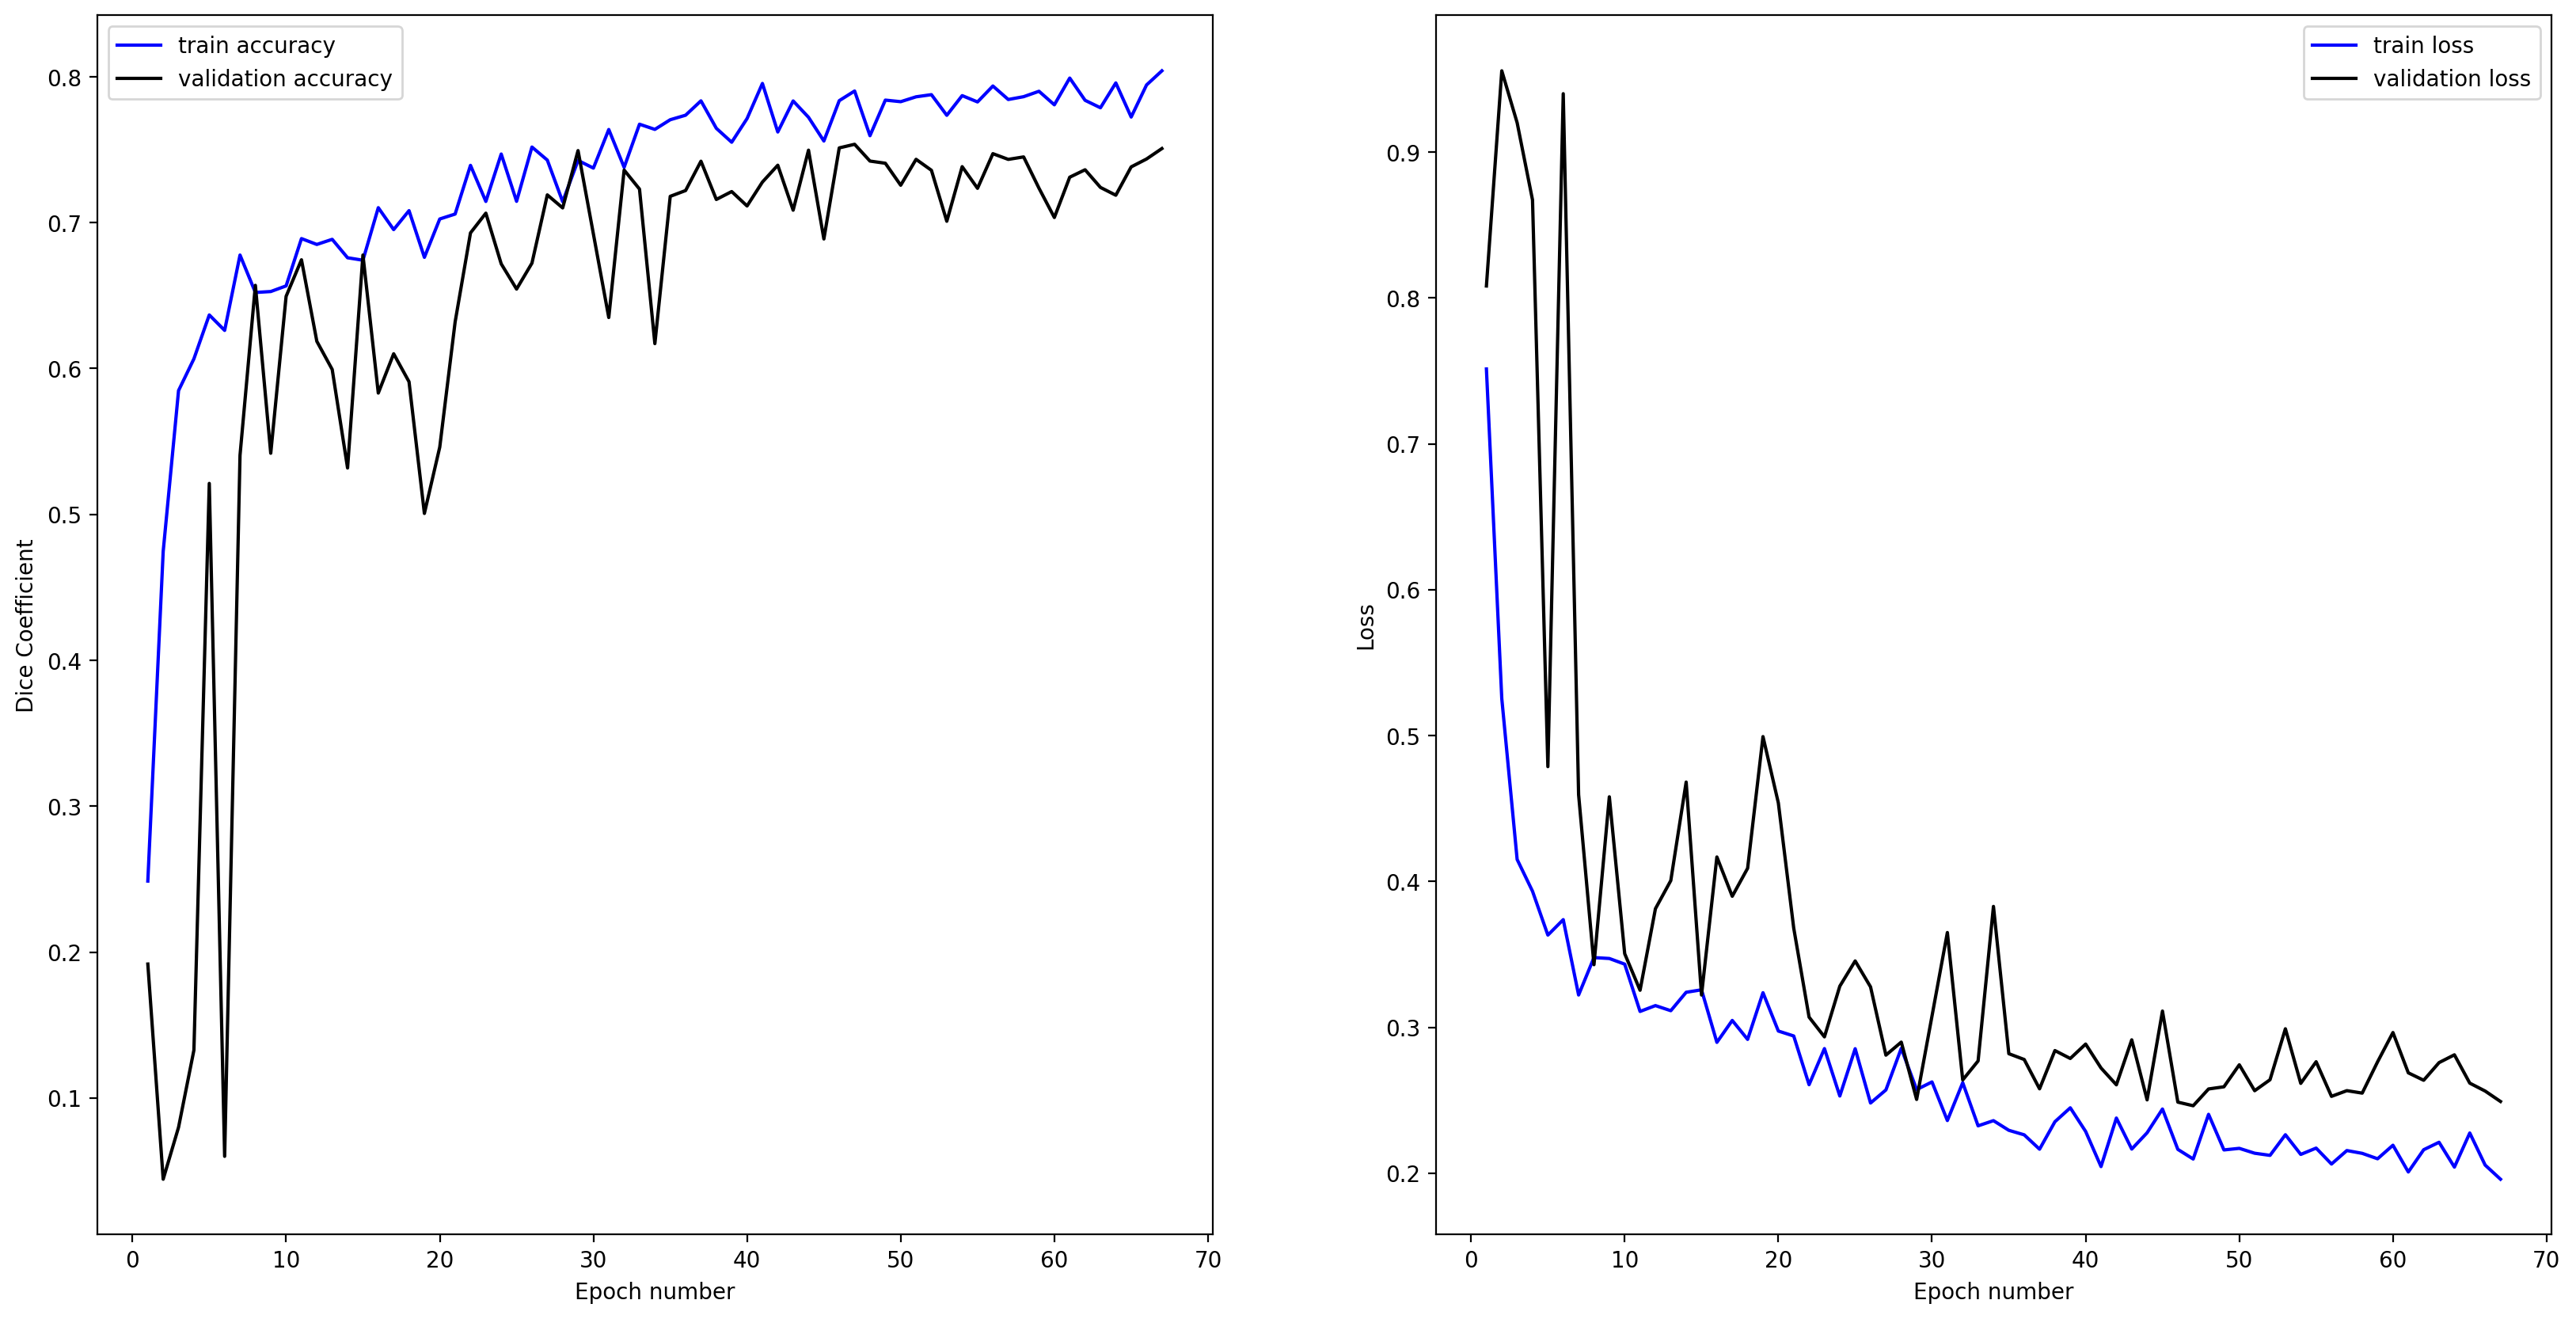 train accuracy
validation accuracy
0.8
0.7
0.6
0.5
0.4
0.3
0.2
0.1
Dice Coefficient
0 10 20 30 40 50 60 70
Epoch number
train loss
validation loss
0.9
0.8
0.7
0.6
0.5
0.4
0.3
0.2
Loss
0 10 20 30 40 50 60 70
Epoch number